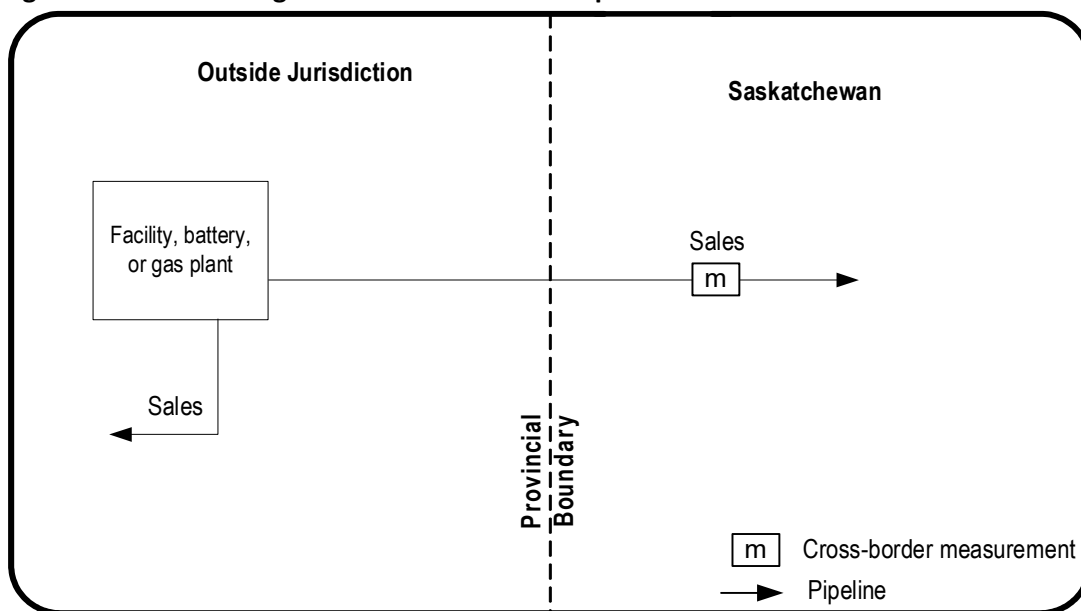 Outside Jurisdiction
Saskatchewan
Facility, battery,
or gas plant
Sales
m
Sales
Provincial
Boundary
m Cross-border measurement
Pipeline